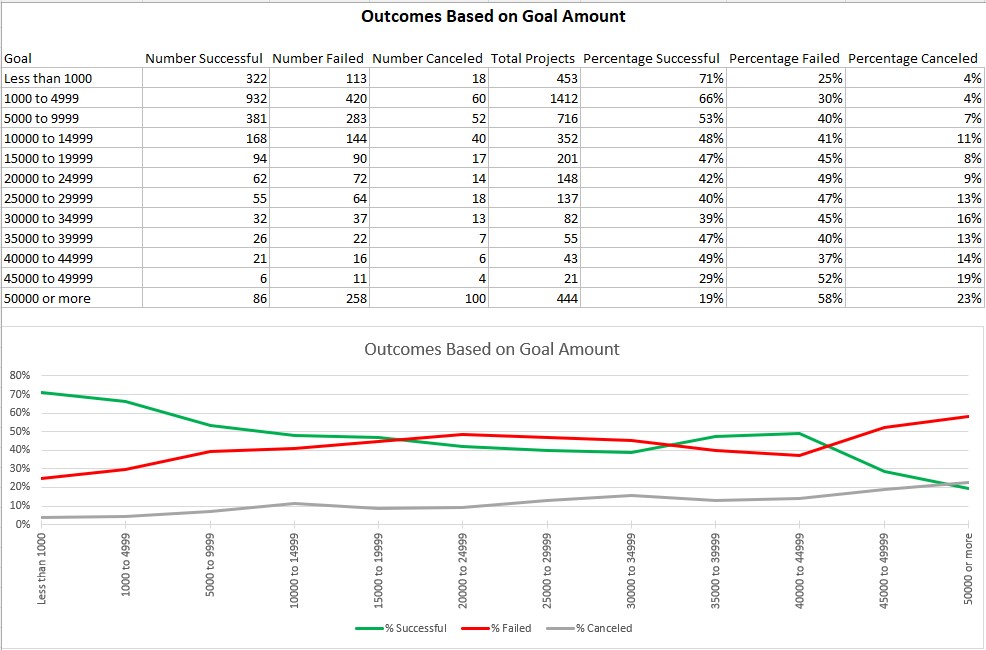 Outcomes Based on Goal Amount
Goal Number Successful Number Failed Number Canceled Total Projects Percentage Successful Percentage Failed Percentage Canceled
Less than 1000 322 113 18 453 71% 25% 4%
1000 to 4999 932 420 60 1412 66% 30% 4%
5000 to 9999 381 283 52 716 53% 40% 7%
10000 to 14999 168 144 40 352 48% 41% 11%
15000 to 19999 94 90 17 201 47% 45% 8%
20000 to 24999 62 72 14 148 42% 49% 9%
25000 to 29999 55 64 18 137 40% 47% 13%
30000 to 34999 32 37 13 82 39% 45% 16%
35000 to 39999 26 22 7 55 47% 40% 13%
40000 to 44999 21 16 6 43 49% 37% 14%
45000 to 49999 6 11 4 21 29% 52% 19%
50000 or more 86 258 100 444 19% 58% 23%
Outcomes Based on Goal Amount
80%
70%
60%
50%
40%
30%
20%
10%
0%
Less than 1000
1000 to 4999
5000 to 9999
10000 to 14999
15000 to 19999
20000 to 24999
25000 to 29999
30000 to 34999
35000 to 39999
40000 to 44999
45000 to 49999
50000 or more
% Successful % Failed % Canceled